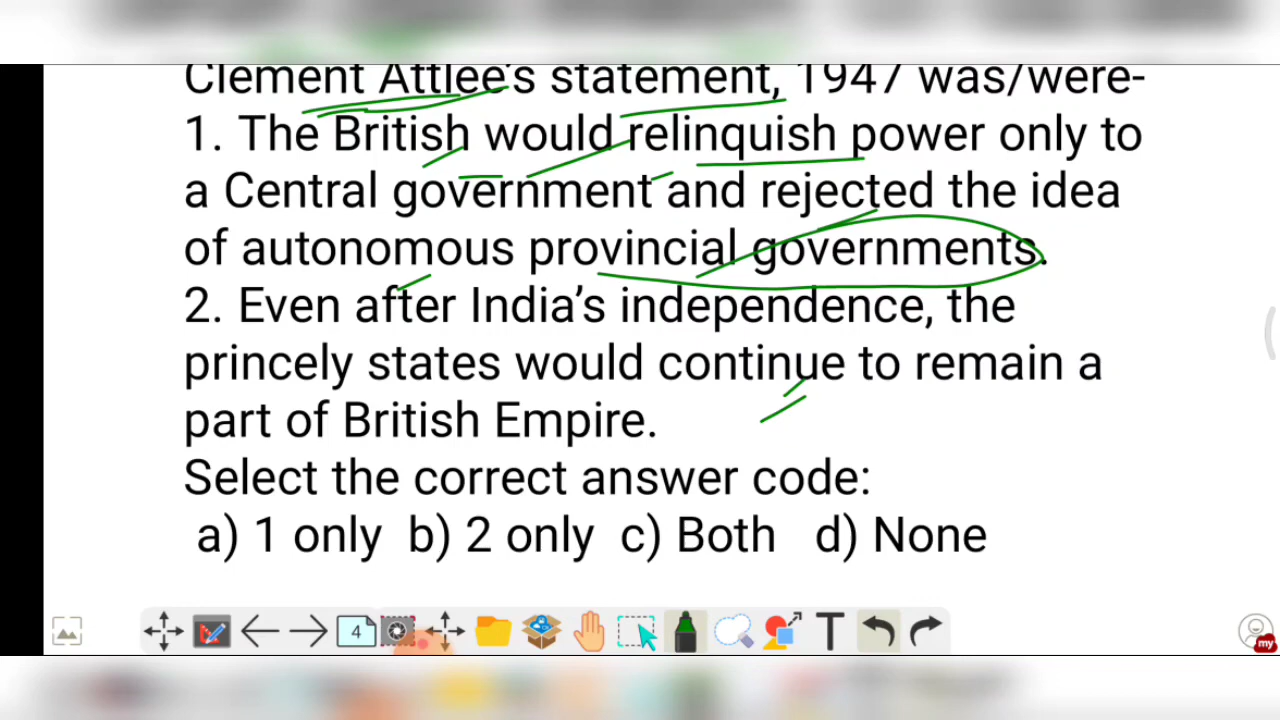 Clement Attlee's statement, 1947 was/were-
1. The British would relinquish power only to
a Central government and rejected the idea
of autonomous provincial governments.
2. Even after India’s independence, the
princely states would continue to remain a
part of British Empire.
Select the correct answer code:
a) 1 only b) 2 only c) Both d) None
4
T
my